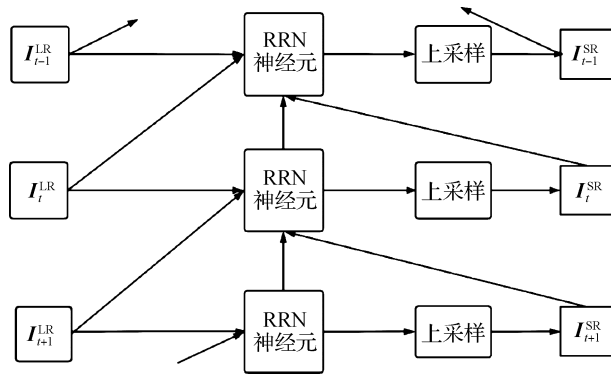 I_{t-1}^{LR}
RRN
神经元
上采样
I_{t-1}^{SR}
I_t^{LR}
RRN
神经元
上采样
I_t^{SR}
I_{t+1}^{LR}
RRN
神经元
上采样
I_{t+1}^{SR}